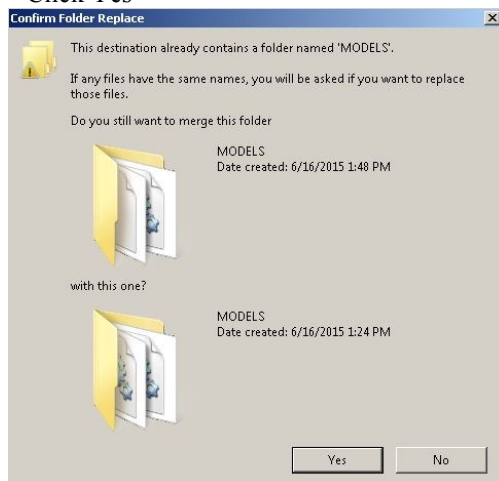 Click Yes
Confirm Folder Replace
This destination already contains a folder named 'MODELS'.
If any files have the same names, you will be asked if you want to replace
those files.
Do you still want to merge this folder
MODELS
Date created: 6/16/2015 1:48 PM
with this one?
MODELS
Date created: 6/16/2015 1:24 PM
Yes
No